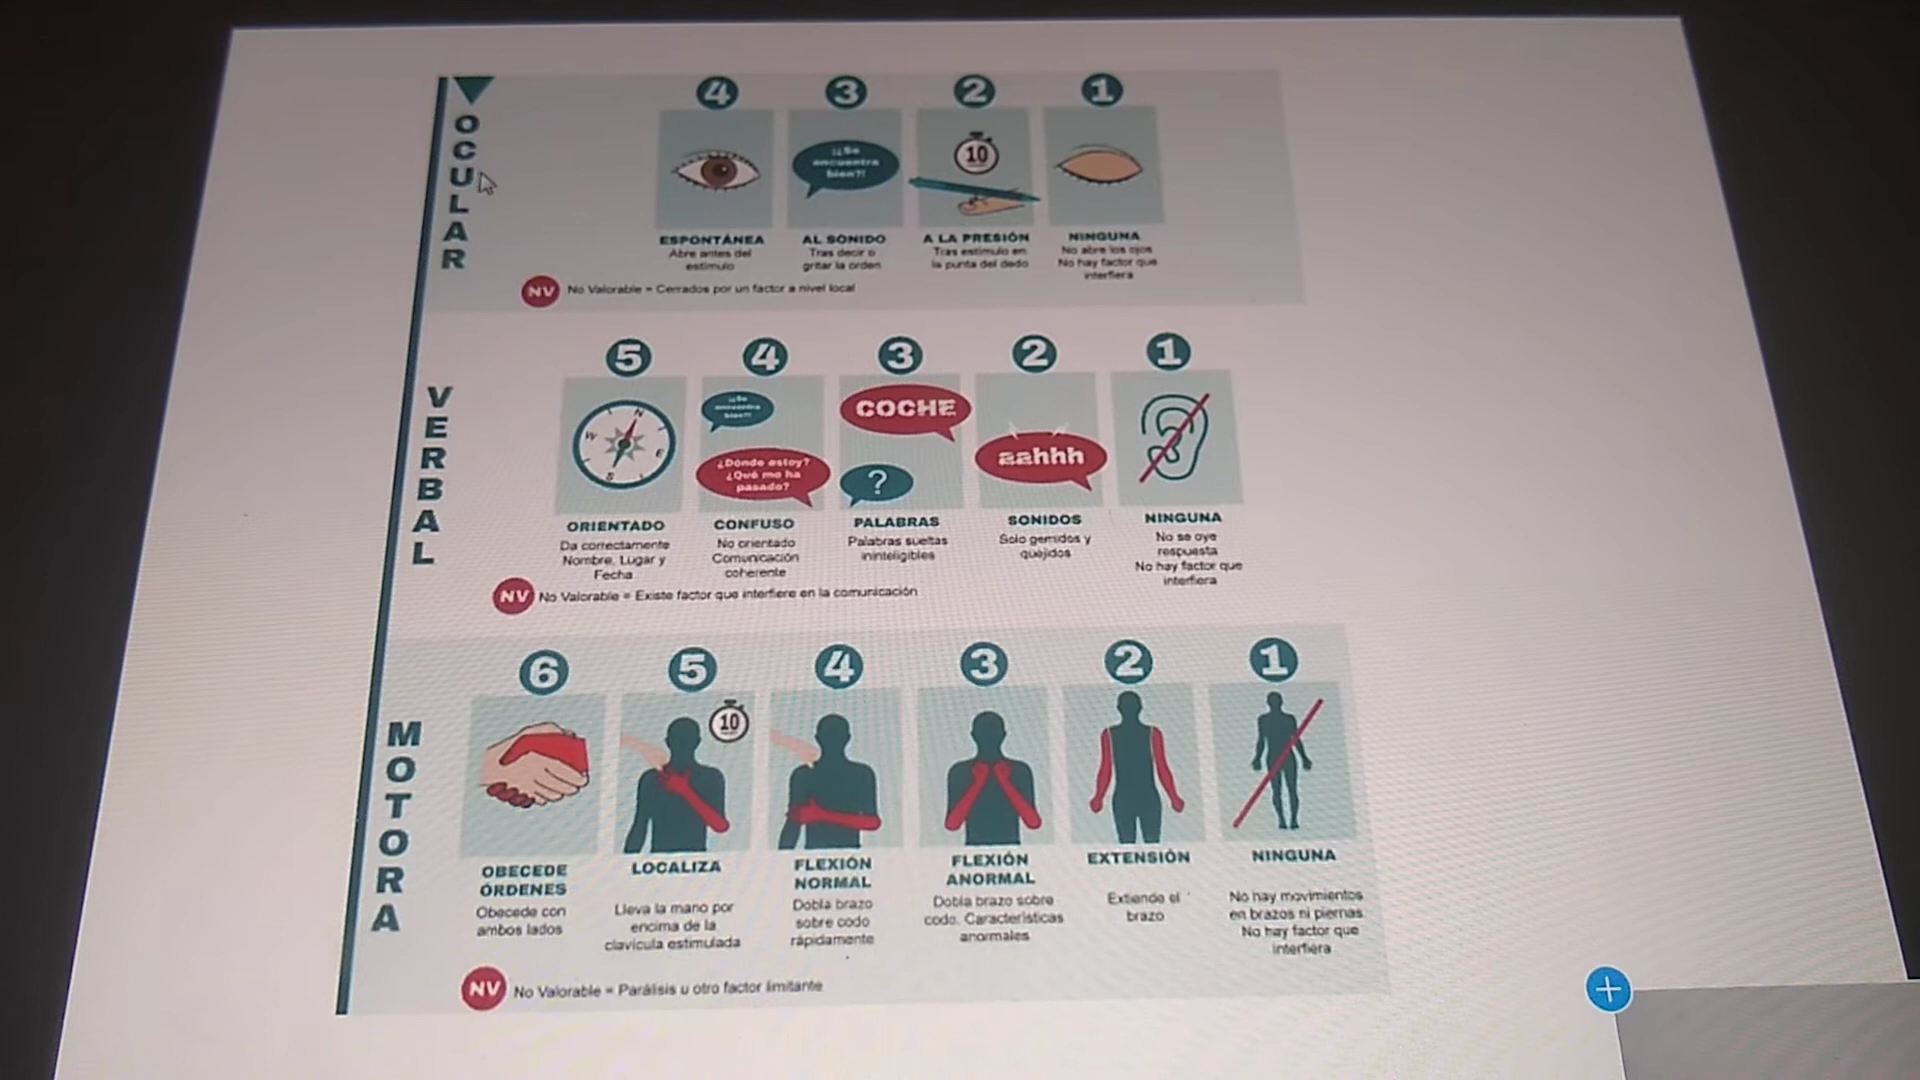 OCULAR
4 3 2 1
¡¿Se
encuentra
bien?!
10
ESPONTÁNEA
Abre antes del
estímulo
AL SONIDO
Tras decir o
gritar la orden
A LA PRESIÓN
Tras estímulo en
la punta del dedo
NINGUNA
No abre los ojos
No hay factor que
interfiera
NV No Valorable = Cerrados por un factor a nivel local
VERBAL
5 4 3 2 1
N
W
E
S
¡¿Se
encuentra
bien?!
¿Dónde estoy?
¿Qué me ha
pasado?
COCHE
?
aahhh
ORIENTADO
Da correctamente
Nombre, Lugar y
Fecha
CONFUSO
No orientado
Comunicación
coherente
PALABRAS
Palabras sueltas
ininteligibles
SONIDOS
Solo gemidos y
quejidos
NINGUNA
No se oye
respuesta
No hay factor que
interfiera
NV No Valorable = Existe factor que interfiere en la comunicación
MOTORA
6 5 4 3 2 1
10
OBECEDE
ÓRDENES
Obecede con
ambos lados
LOCALIZA
Lleva la mano por
encima de la
clavícula estimulada
FLEXIÓN
NORMAL
Dobla brazo
sobre codo
rápidamente
FLEXIÓN
ANORMAL
Dobla brazo sobre
codo. Características
anormales
EXTENSIÓN
Extiende el
brazo
NINGUNA
No hay movimientos
en brazos ni piernas
No hay factor que
interfiera
NV No Valorable = Parálisis u otro factor limitante